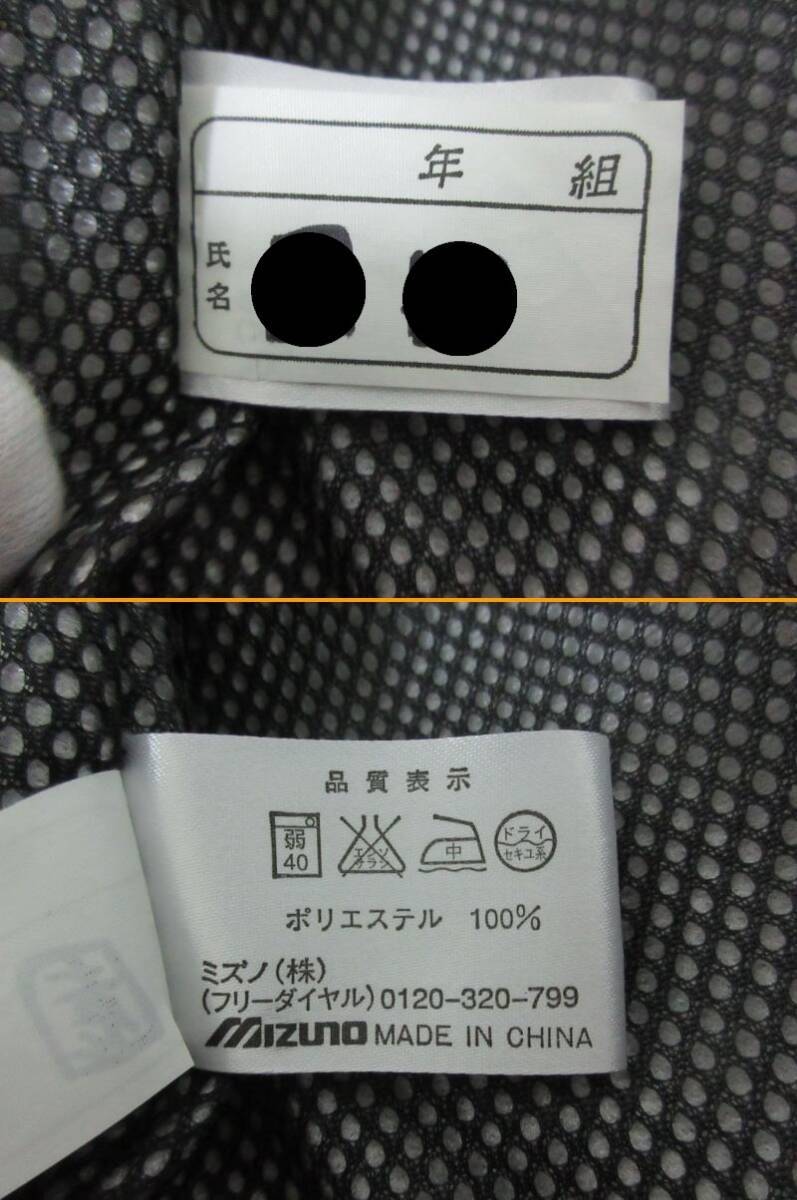 年 組
氏名
品質表示
弱 40 エンソ サラシ 中 ドライ セキユ系
ポリエステル 100%
ミズノ(株)
(フリーダイヤル)0120-320-799
MIZUNO MADE IN CHINA